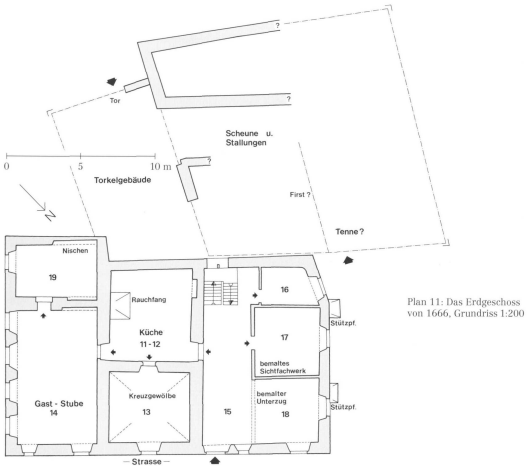 ?
Tor
?
Scheune u.
Stallungen
0 5 10 m
?
Torkelgebäude
First ?
Tenne ?
N
Nischen
19
16
Rauchfang
Stützpf.
Plan 11: Das Erdgeschoss
von 1666, Grundriss 1:200
Küche
11 - 12
17
bemaltes
Sichtfachwerk
Kreuzgewölbe
13
bemalter
Unterzug
Gast - Stube
14
15
18
Stützpf.
Strasse